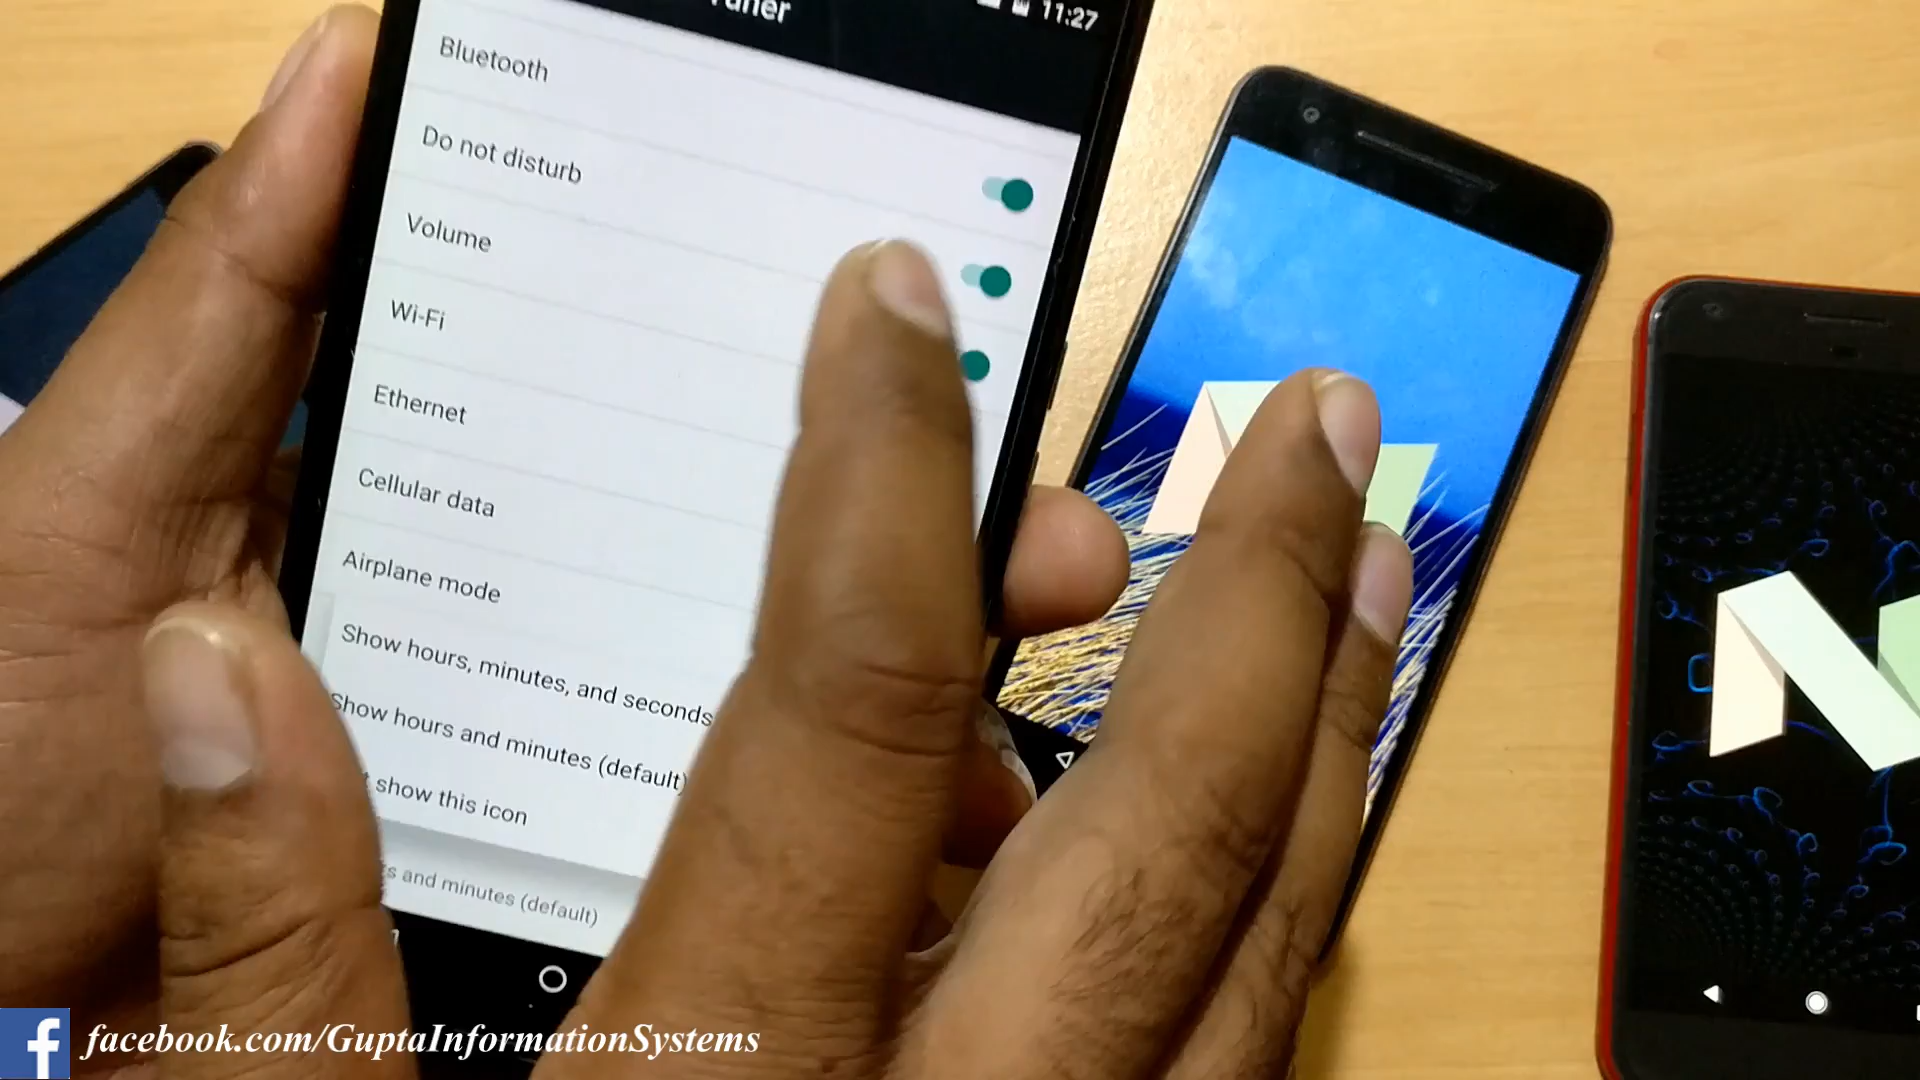 11:27
Bluetooth
Do not disturb
Volume
Wi-Fi
Ethernet
Cellular data
Airplane mode
Show hours, minutes, and seconds
Show hours and minutes (default)
show this icon
and minutes (default)
facebook.com/GuptaInformationSystems